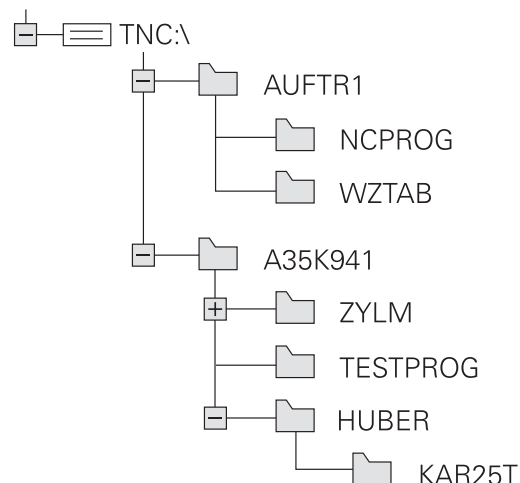 TNC:\
AUFTR1
NCPROG
WZTAB
A35K941
ZYLM
TESTPROG
HUBER
KAR25T